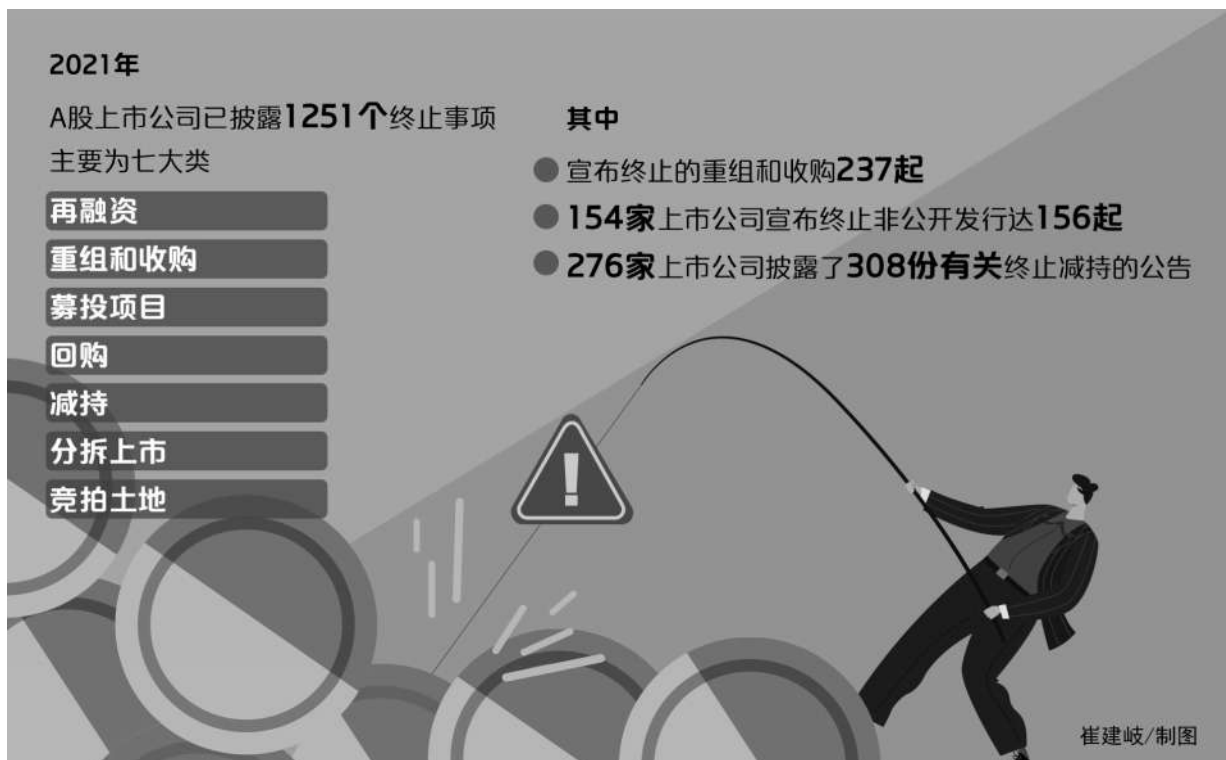 2021年
A股上市公司已披露1251个终止事项
主要为七大类
再融资
重组和收购
募投项目
回购
减持
分拆上市
竞拍土地
其中
宣布终止的重组和收购237起
154家上市公司宣布终止非公开发行达156起
276家上市公司披露了308份有关终止减持的公告
!
崔建岐/制图